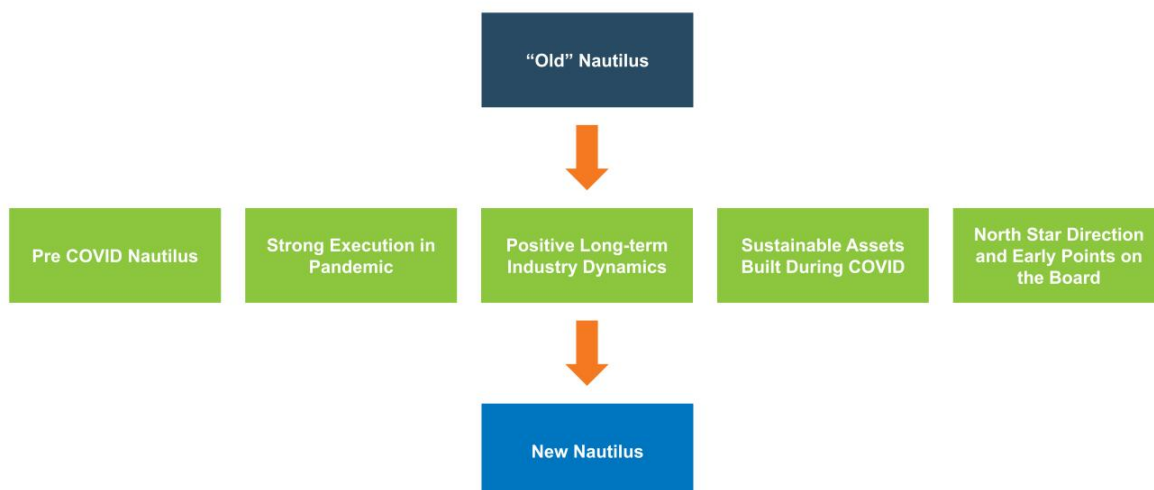 “Old” Nautilus
Pre COVID Nautilus
Strong Execution in
Pandemic
Positive Long-term
Industry Dynamics
Sustainable Assets
Built During COVID
North Star Direction
and Early Points on
the Board
New Nautilus